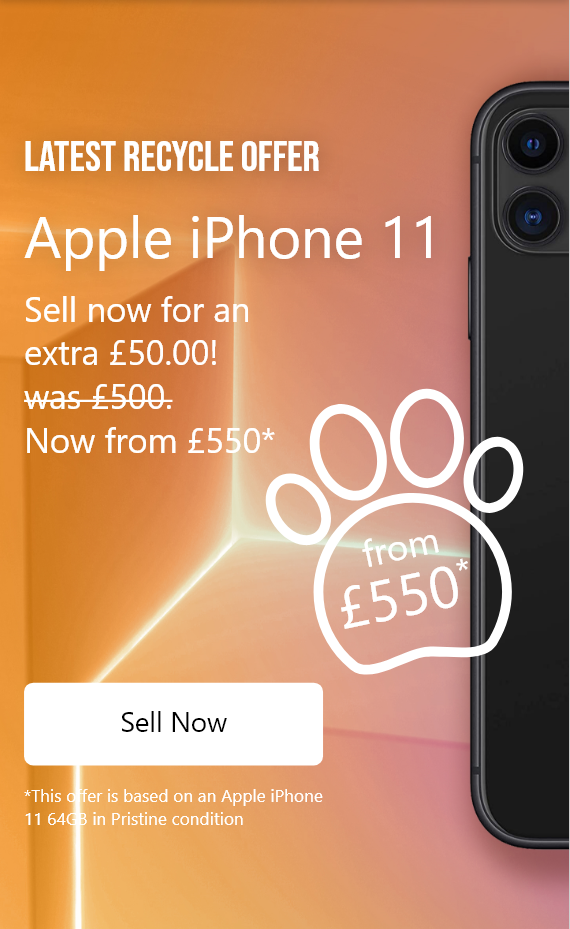 LATEST RECYCLE OFFER
Apple iPhone 11
Sell now for an
extra £50.00!
was £500.
Now from £550*
from
£550*
Sell Now
*This offer is based on an Apple iPhone
11 64GB in Pristine condition